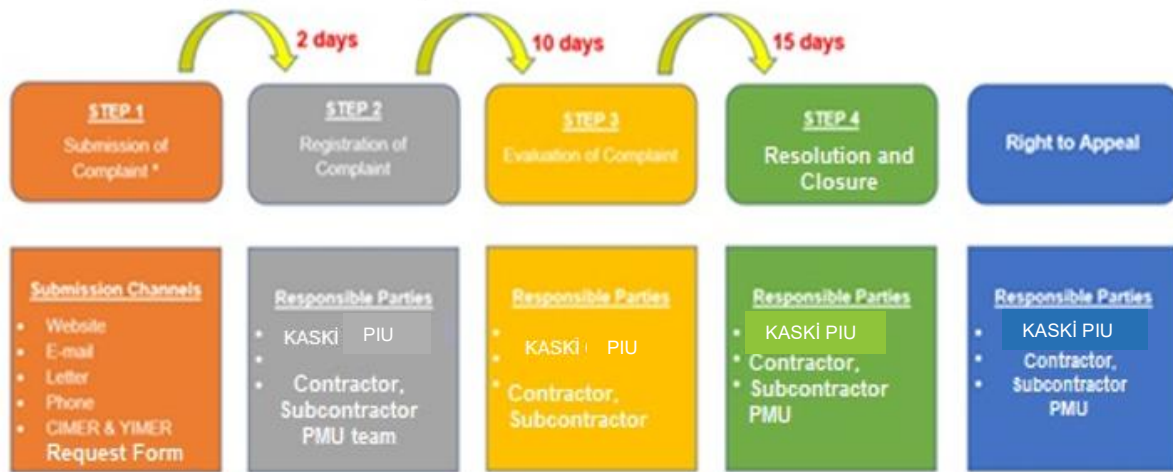 2 days
10 days
15 days
STEP 1
Submission of
Complaint *
STEP 2
Registration of
Complaint
STEP 3
Evaluation of Complaint
STEP 4
Resolution and
Closure
Right to Appeal
Submission Channels
• Website
• E-mail
• Letter
• Phone
• CIMER & YIMER
Request Form
Responsible Parties
• KASKİ PIU
•
• Contractor,
Subcontractor
PMU team
Responsible Parties
•
• KASKİ PIU
• Contractor,
Subcontractor
Responsible Parties
• KASKİ PIU
• Contractor,
• Subcontractor
PMU
Responsible Parties
• KASKİ PIU
• Contractor,
• Subcontractor
PMU